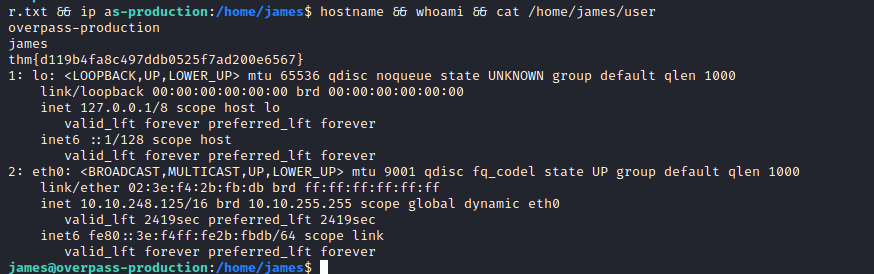 r.txt && ip as-production:/home/james$ hostname && whoami && cat /home/james/user
overpass-production
james
thm{d119b4fa8c497ddb0525f7ad200e6567}
1: lo: <LOOPBACK,UP,LOWER_UP> mtu 65536 qdisc noqueue state UNKNOWN group default qlen 1000
    link/loopback 00:00:00:00:00:00 brd 00:00:00:00:00:00
    inet 127.0.0.1/8 scope host lo
       valid_lft forever preferred_lft forever
    inet6 ::1/128 scope host
       valid_lft forever preferred_lft forever
2: eth0: <BROADCAST,MULTICAST,UP,LOWER_UP> mtu 9001 qdisc fq_codel state UP group default qlen 1000
    link/ether 02:3e:f4:2b:fb:db brd ff:ff:ff:ff:ff:ff
    inet 10.10.248.125/16 brd 10.10.255.255 scope global dynamic eth0
       valid_lft 2419sec preferred_lft 2419sec
    inet6 fe80::3e:f4ff:fe2b:fbdb/64 scope link
       valid_lft forever preferred_lft forever
james@overpass-production:/home/james$